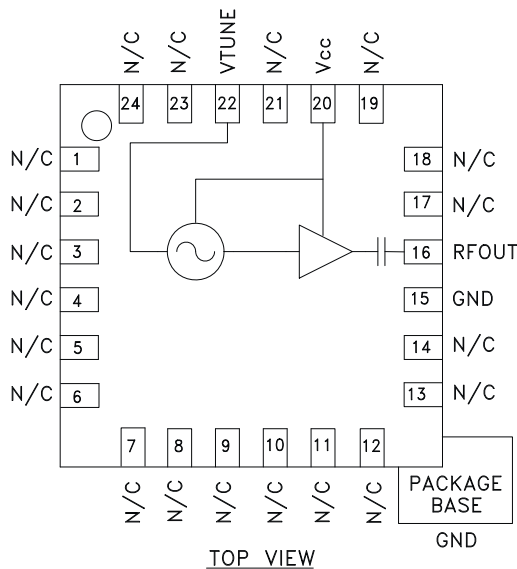 N/C N/C VTUNE N/C Vcc N/C
24 23 22 21 20 19
N/C 1 18 N/C
N/C 2 17 N/C
N/C 3 16 RFOUT
N/C 4 15 GND
N/C 5 14 N/C
N/C 6 13 N/C
7 8 9 10 11 12
N/C N/C N/C N/C N/C N/C
PACKAGE
BASE
GND
TOP VIEW